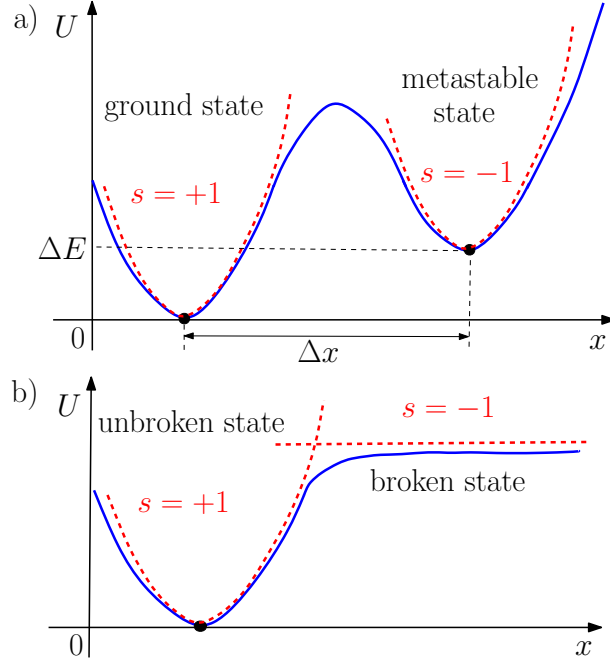 a)
U
ground state
metastable
state
s = +1
s = −1
ΔE
0
Δx
x
b)
U
unbroken state
s = −1
s = +1
broken state
0
x